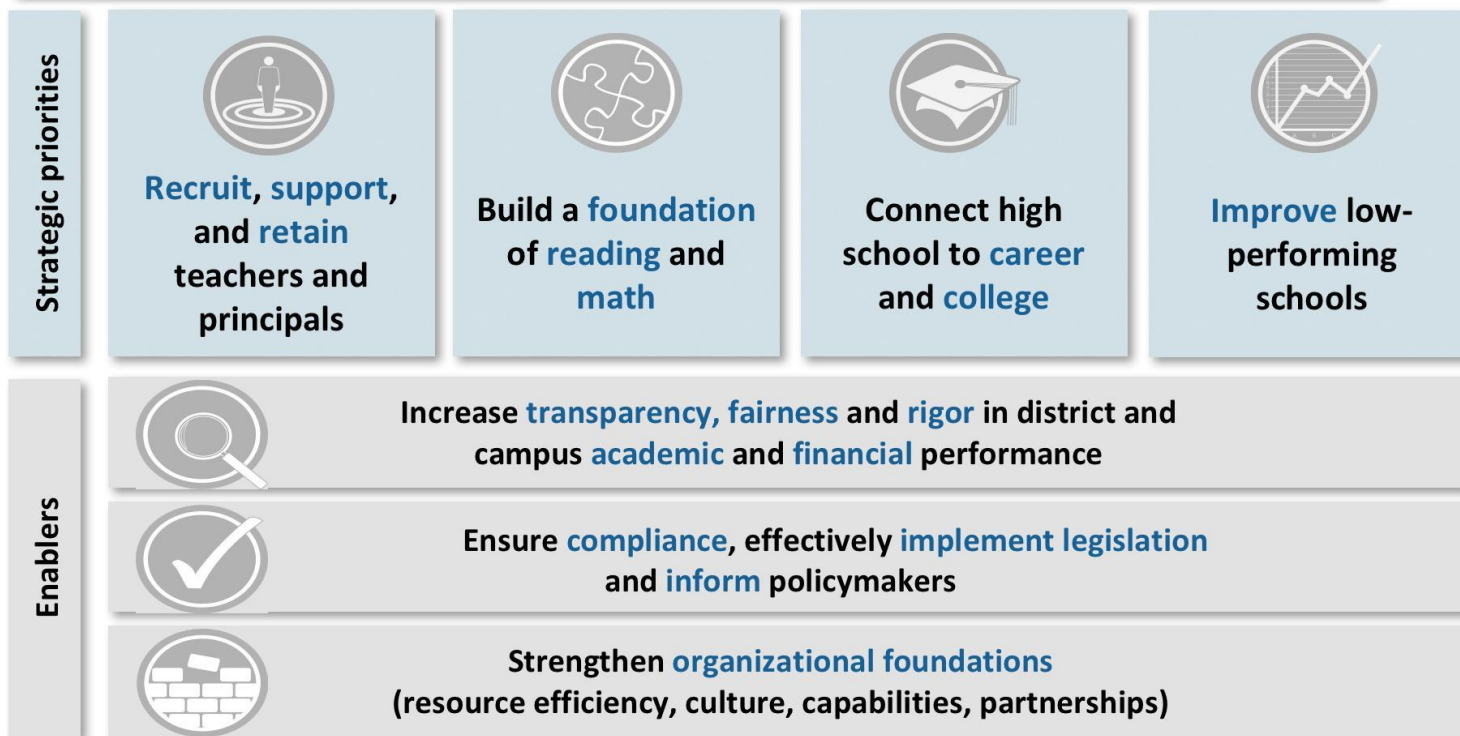 Strategic priorities
Recruit, support,
and retain
teachers and
principals
Build a foundation
of reading and
math
Connect high
school to career
and college
Improve low-
performing
schools
Enablers
Increase transparency, fairness and rigor in district and
campus academic and financial performance
Ensure compliance, effectively implement legislation
and inform policymakers
Strengthen organizational foundations
(resource efficiency, culture, capabilities, partnerships)